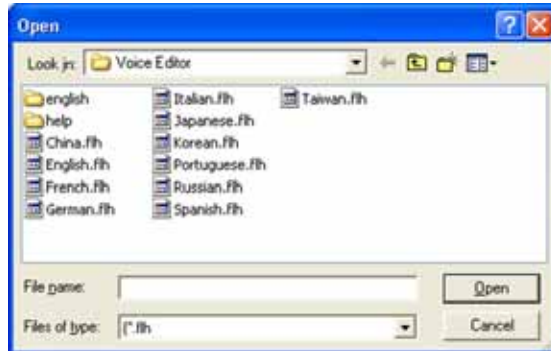 Open
Look in: Voice Editor
english
help
China.flh
English.flh
French.flh
German.flh
Italian.flh
Japanese.flh
Korean.flh
Portuguese.flh
Russian.flh
Spanish.flh
Taiwan.flh
File name:
Open
Files of type: (*.flh
Cancel